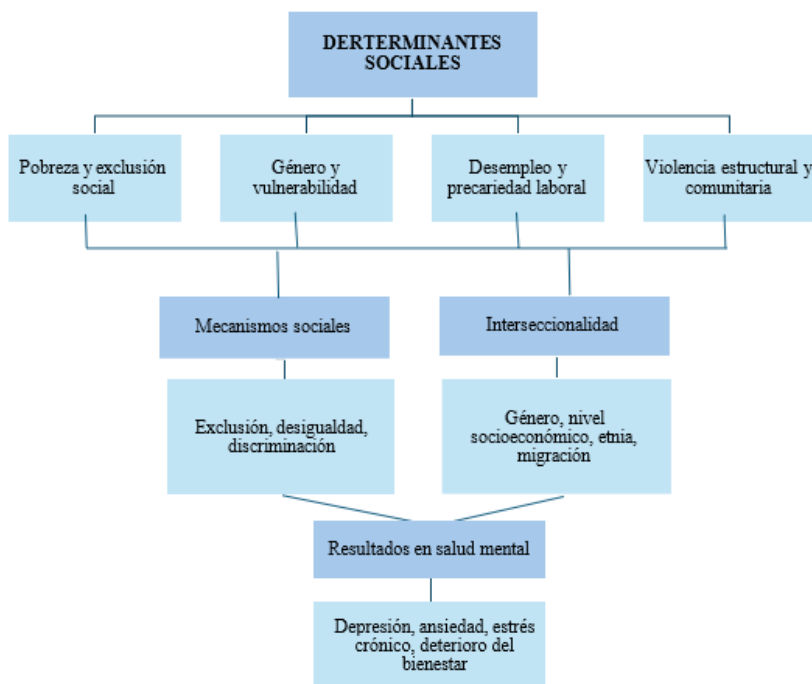 DERTERMINANTES
SOCIALES
Pobreza y exclusión
social
Género y
vulnerabilidad
Desempleo y
precariedad laboral
Violencia estructural y
comunitaria
Mecanismos sociales
Interseccionalidad
Exclusión, desigualdad,
discriminación
Género, nivel
socioeconómico, etnia,
migración
Resultados en salud mental
Depresión, ansiedad, estrés
crónico, deterioro del
bienestar